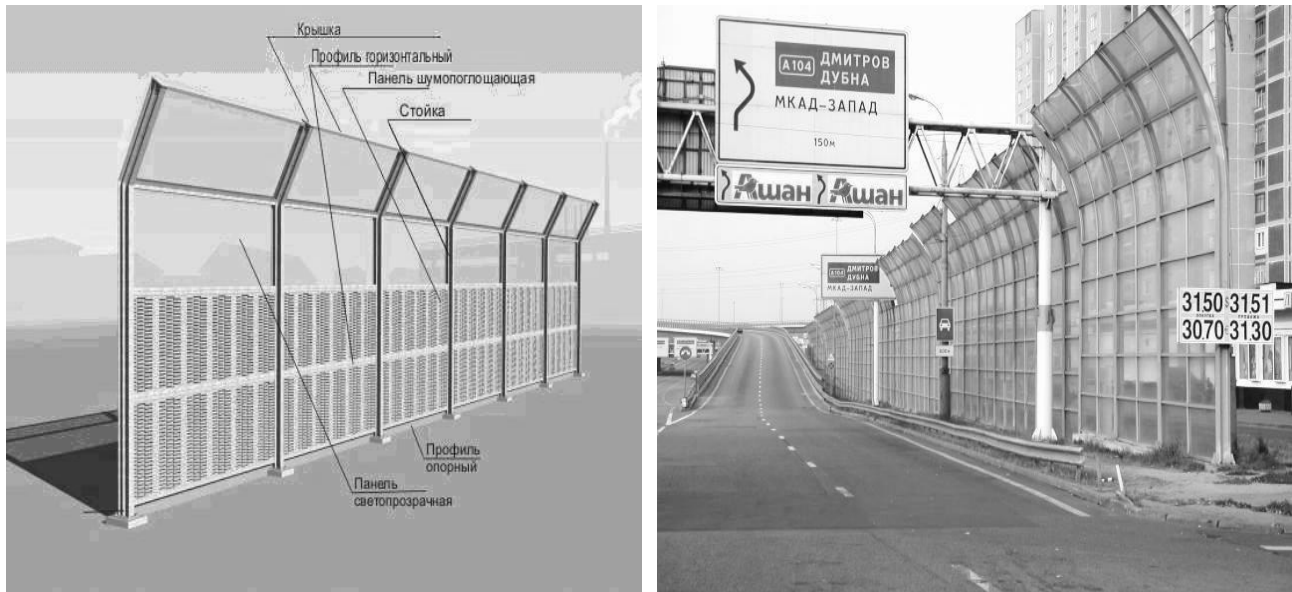 Крышка
Профиль горизонтальный
Панель шумопоглощающая
Стойка
Профиль
опорный
Панель
светопрозрачная
А104 ДМИТРОВ
ДУБНА
МКАД–ЗАПАД
150м
Ашан Ашан
А104 ДМИТРОВ
ДУБНА
МКАД–ЗАПАД
3150 3151
3070 3130